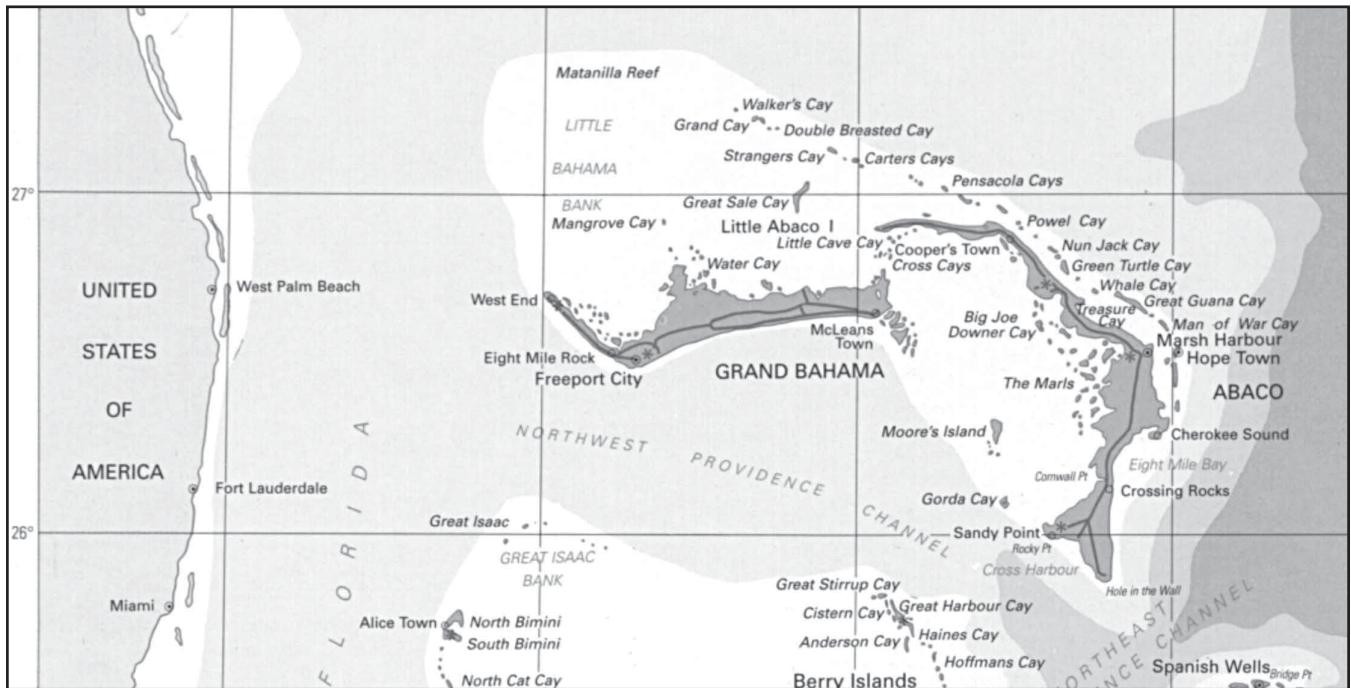 Matanilla Reef
Walker's Cay
LITTLE
Grand Cay
Double Breasted Cay
Strangers Cay
Carters Cays
BAHAMA
Pensacola Cays
27°
BANK
Great Sale Cay
Mangrove Cay
Little Abaco I
Powel Cay
Little Cave Cay
Cooper's Town
Nun Jack Cay
Water Cay
Cross Cays
Green Turtle Cay
UNITED
West Palm Beach
Whale Cay
West End
Great Guana Cay
Treasure
Cay
Big Joe
Downer Cay
Man of War Cay
McLeans
Town
Marsh Harbour
STATES
Eight Mile Rock
Hope Town
Freeport City
GRAND BAHAMA
The Marls
ABACO
OF
Moore's Island
Cherokee Sound
NORTHWEST PROVIDENCE CHANNEL
AMERICA
Eight Mile Bay
Cornwall Pt
Fort Lauderdale
Crossing Rocks
Gorda Cay
Great Isaac
26°
Sandy Point
Rocky Pt
GREAT ISAAC
BANK
Cross Harbour
Great Stirrup Cay
Hole in the Wall
Miami
Cistern Cay
Great Harbour Cay
Alice Town
North Bimini
South Bimini
Anderson Cay
Haines Cay
FLORIDA
Hoffmans Cay
Spanish Wells
Bridge Pt
North Cat Cay
Berry Islands
NORTHEAST
CHANNEL